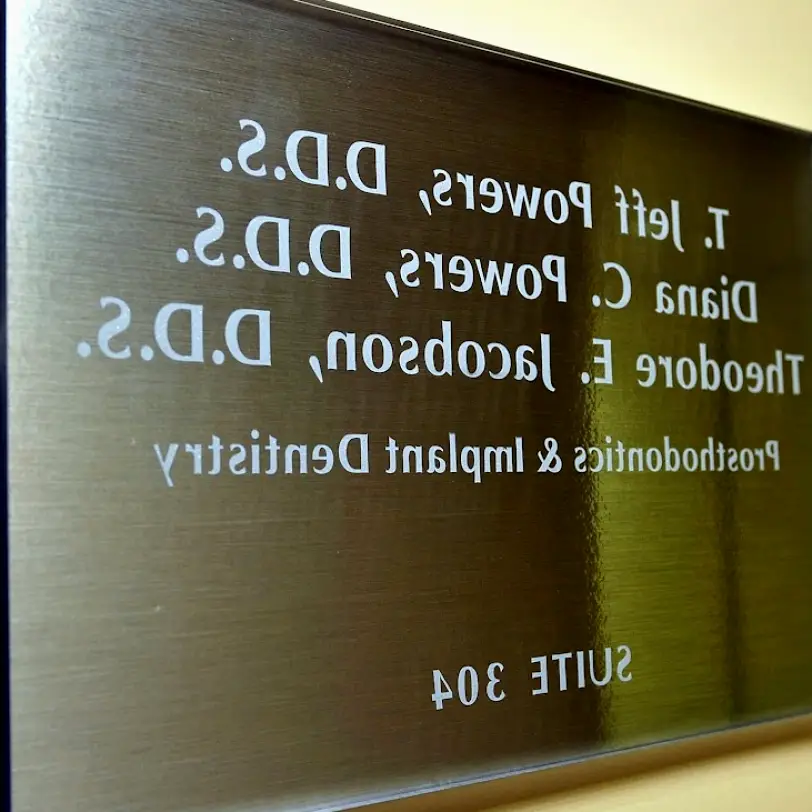 T. Jeff Powers, D.D.S.
Diana C. Powers, D.D.S.
Theodore E. Jacobson, D.D.S.
Prosthodontics & Implant Dentistry
SUITE 304